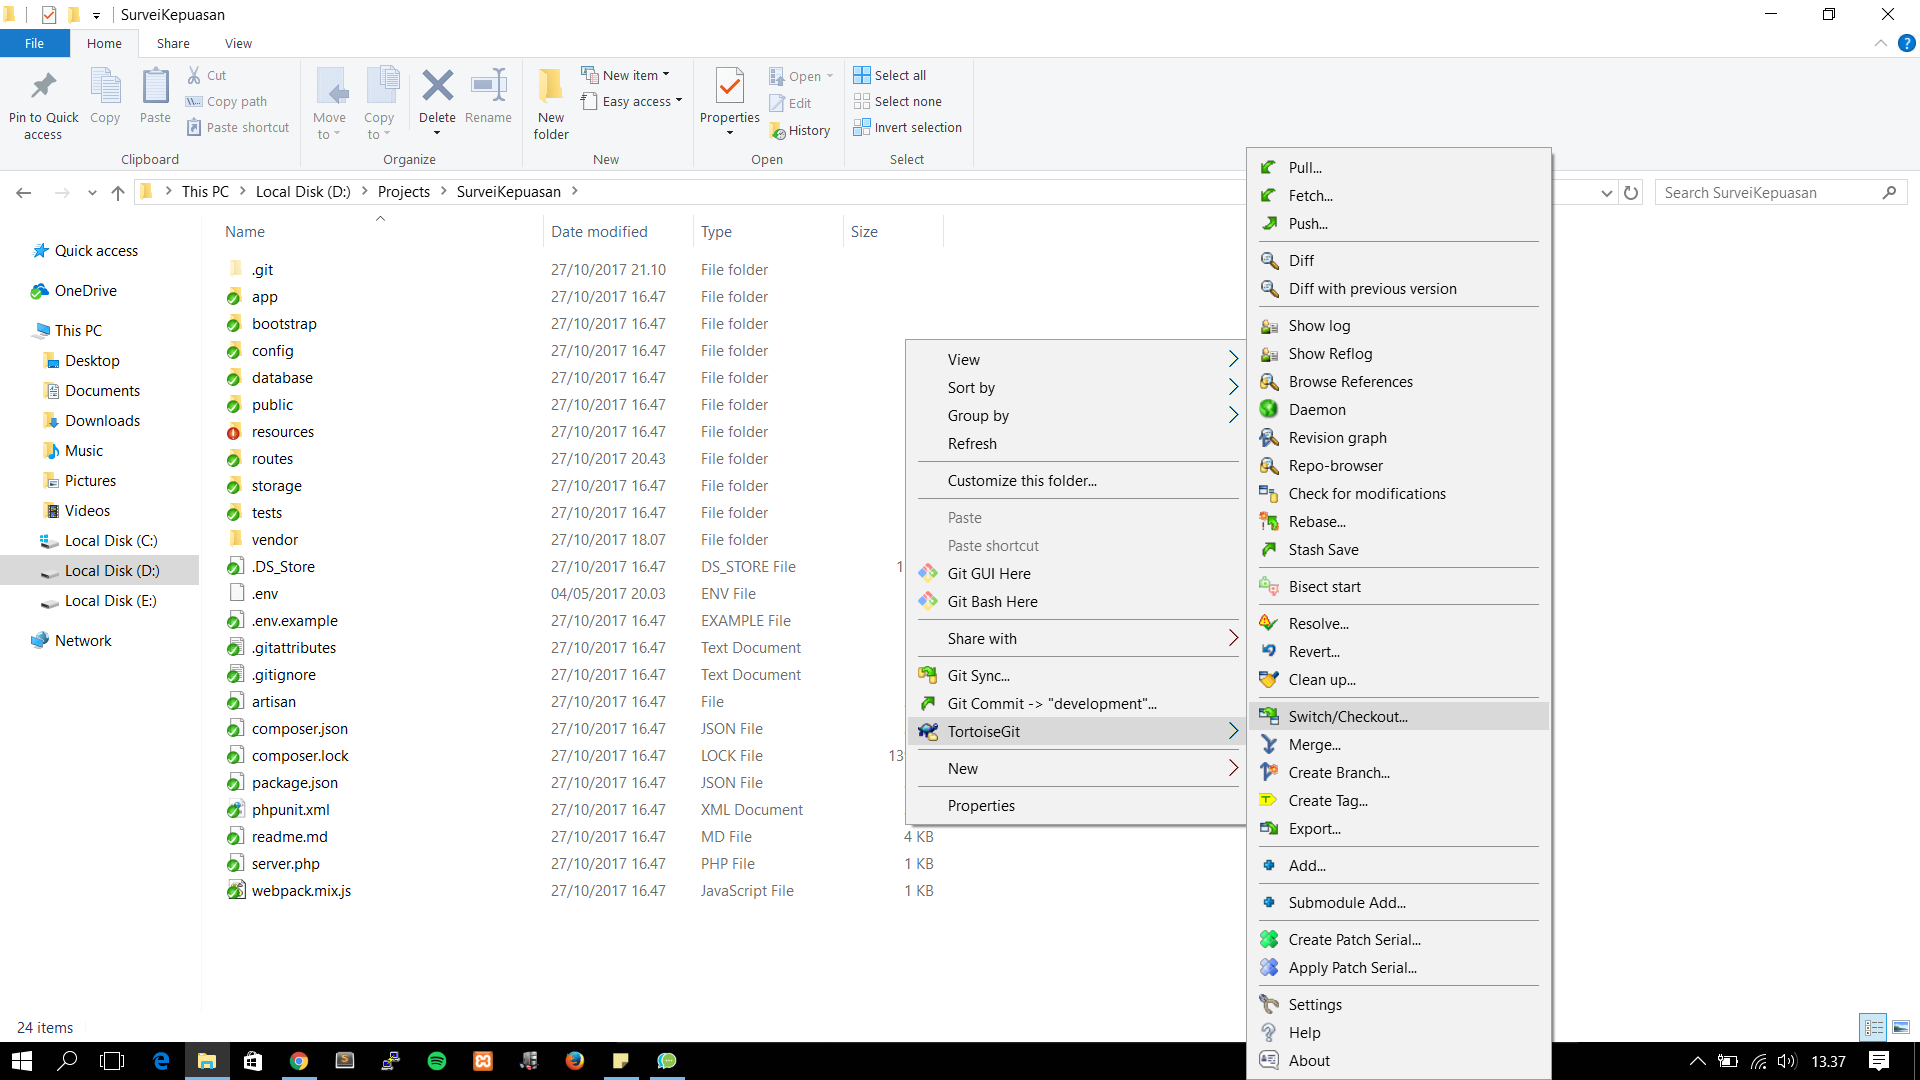 SurveiKepuasan
File
Home
Share
View
Pin to Quick access
Copy
Paste
Cut
Copy path
Paste shortcut
Clipboard
Move to
Copy to
Delete
Rename
Organize
New folder
New item
Easy access
New
Properties
Open
Edit
History
Open
Select all
Select none
Invert selection
Select
This PC
Local Disk (D:)
Projects
SurveiKepuasan
Search SurveiKepuasan
Quick access
OneDrive
This PC
Desktop
Documents
Downloads
Music
Pictures
Videos
Local Disk (C:)
Local Disk (D:)
Local Disk (E:)
Network
Name Date modified Type Size
.git 27/10/2017 21.10 File folder
app 27/10/2017 16.47 File folder
bootstrap 27/10/2017 16.47 File folder
config 27/10/2017 16.47 File folder
database 27/10/2017 16.47 File folder
public 27/10/2017 16.47 File folder
resources 27/10/2017 16.47 File folder
routes 27/10/2017 20.43 File folder
storage 27/10/2017 16.47 File folder
tests 27/10/2017 16.47 File folder
vendor 27/10/2017 18.07 File folder
.DS_Store 27/10/2017 16.47 DS_STORE File 1
.env 04/05/2017 20.03 ENV File
.env.example 27/10/2017 16.47 EXAMPLE File
.gitattributes 27/10/2017 16.47 Text Document
.gitignore 27/10/2017 16.47 Text Document
artisan 27/10/2017 16.47 File
composer.json 27/10/2017 16.47 JSON File
composer.lock 27/10/2017 16.47 LOCK File 13
package.json 27/10/2017 16.47 JSON File
phpunit.xml 27/10/2017 16.47 XML Document
readme.md 27/10/2017 16.47 MD File 4 KB
server.php 27/10/2017 16.47 PHP File 1 KB
webpack.mix.js 27/10/2017 16.47 JavaScript File 1 KB
View
Sort by
Group by
Refresh
Customize this folder...
Paste
Paste shortcut
Git GUI Here
Git Bash Here
Share with
Git Sync...
Git Commit -> "development"...
TortoiseGit
New
Properties
Pull...
Fetch...
Push...
Diff
Diff with previous version
Show log
Show Reflog
Browse References
Daemon
Revision graph
Repo-browser
Check for modifications
Rebase...
Stash Save
Bisect start
Resolve...
Revert...
Clean up...
Switch/Checkout...
Merge...
Create Branch...
Create Tag...
Export...
Add...
Submodule Add...
Create Patch Serial...
Apply Patch Serial...
Settings
Help
About
24 items
13.37